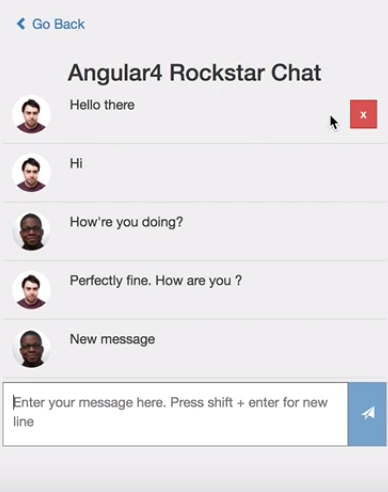 Go Back
Angular4 Rockstar Chat
Hello there
x
Hi
How're you doing?
Perfectly fine. How are you ?
New message
Enter your message here. Press shift + enter for new
line